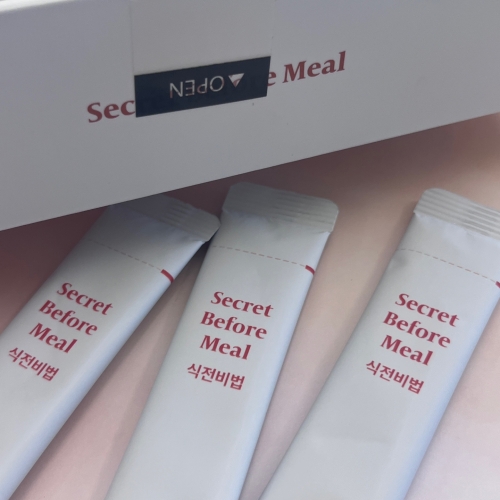 Sec e Meal
OPEN
Secret
Before
Meal
식전비법
Secret
Before
Meal
식전비법
Secret
Before
Meal
식전비법